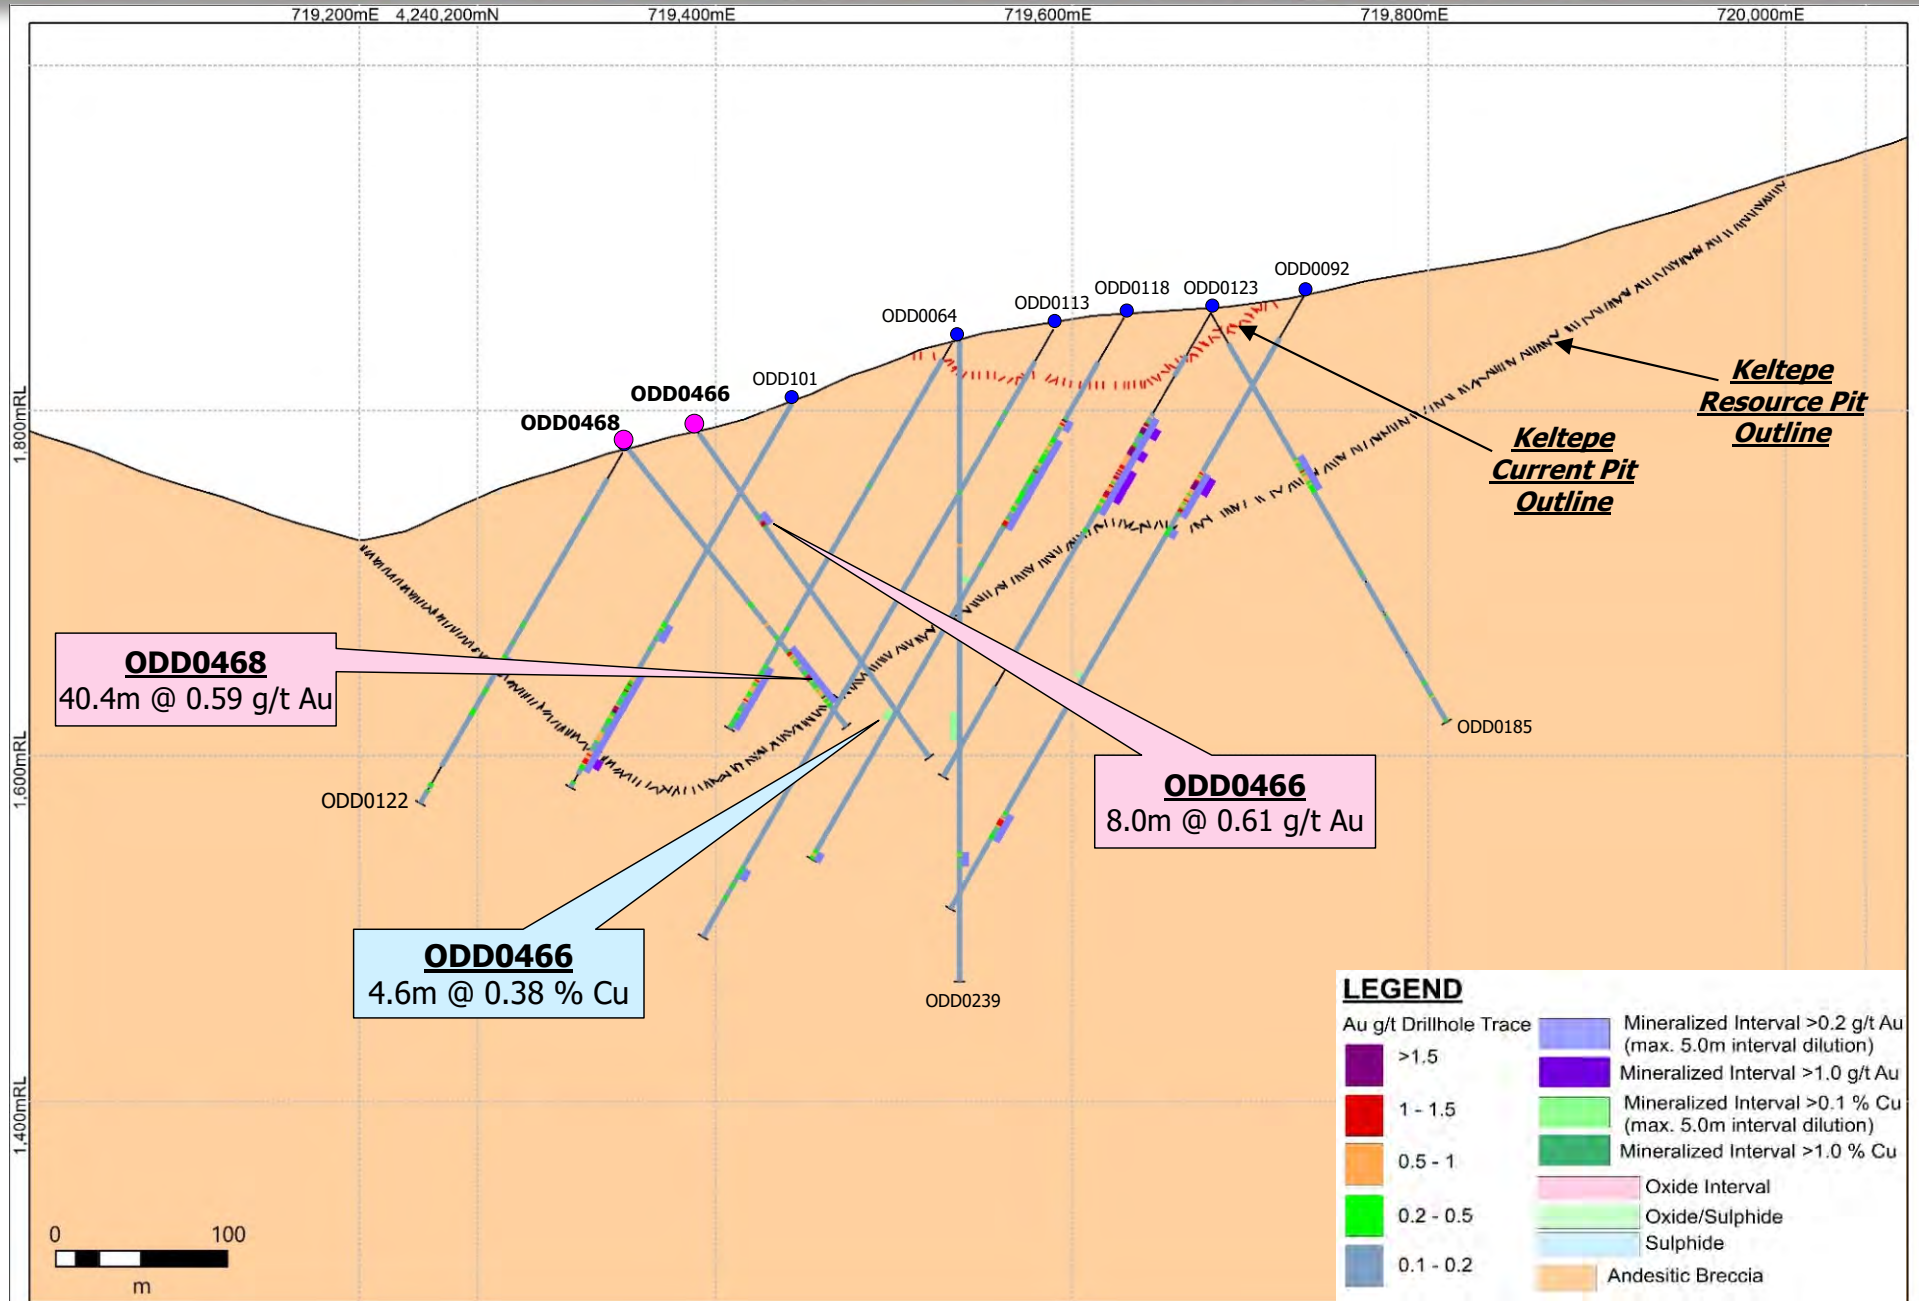 719,200mE 4,240,200mN 719,400mE 719,600mE 719,800mE 720,000mE
ODD0092
ODD0118 ODD0123
ODD0113
ODD0064
ODD101
ODD0466
ODD0468
1,800mRL
1,600mRL
1,400mRL
Keltepe
Resource Pit
Outline
Keltepe
Current Pit
Outline
ODD0468
40.4m @ 0.59 g/t Au
ODD0185
ODD0122
ODD0466
8.0m @ 0.61 g/t Au
ODD0466
4.6m @ 0.38 % Cu
ODD0239
0 100
m
LEGEND
Au g/t Drillhole Trace
>1.5
1 - 1.5
0.5 - 1
0.2 - 0.5
0.1 - 0.2
Mineralized Interval >0.2 g/t Au
(max. 5.0m interval dilution)
Mineralized Interval >1.0 g/t Au
Mineralized Interval >0.1 % Cu
(max. 5.0m interval dilution)
Mineralized Interval >1.0 % Cu
Oxide Interval
Oxide/Sulphide
Sulphide
Andesitic Breccia